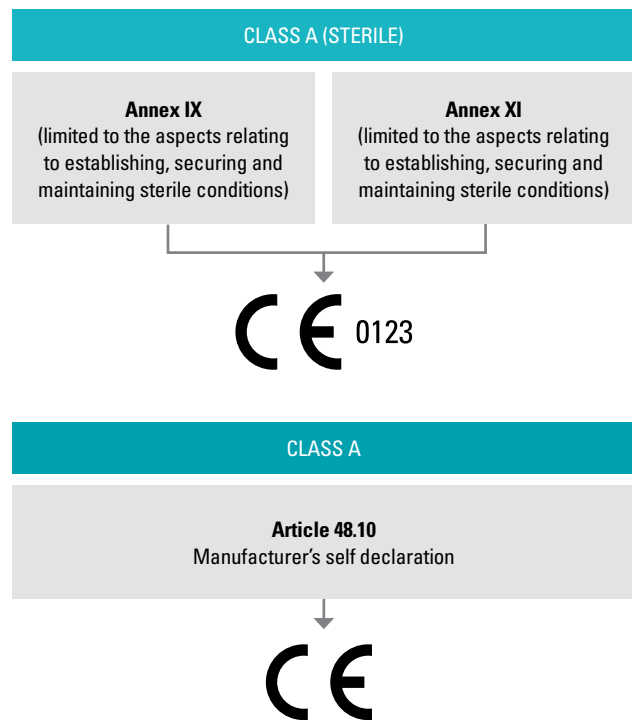 CLASS A (STERILE)
Annex IX
(limited to the aspects relating
to establishing, securing and
maintaining sterile conditions)
Annex XI
(limited to the aspects relating
to establishing, securing and
maintaining sterile conditions)
CE 0123
CLASS A
Article 48.10
Manufacturer’s self declaration
CE